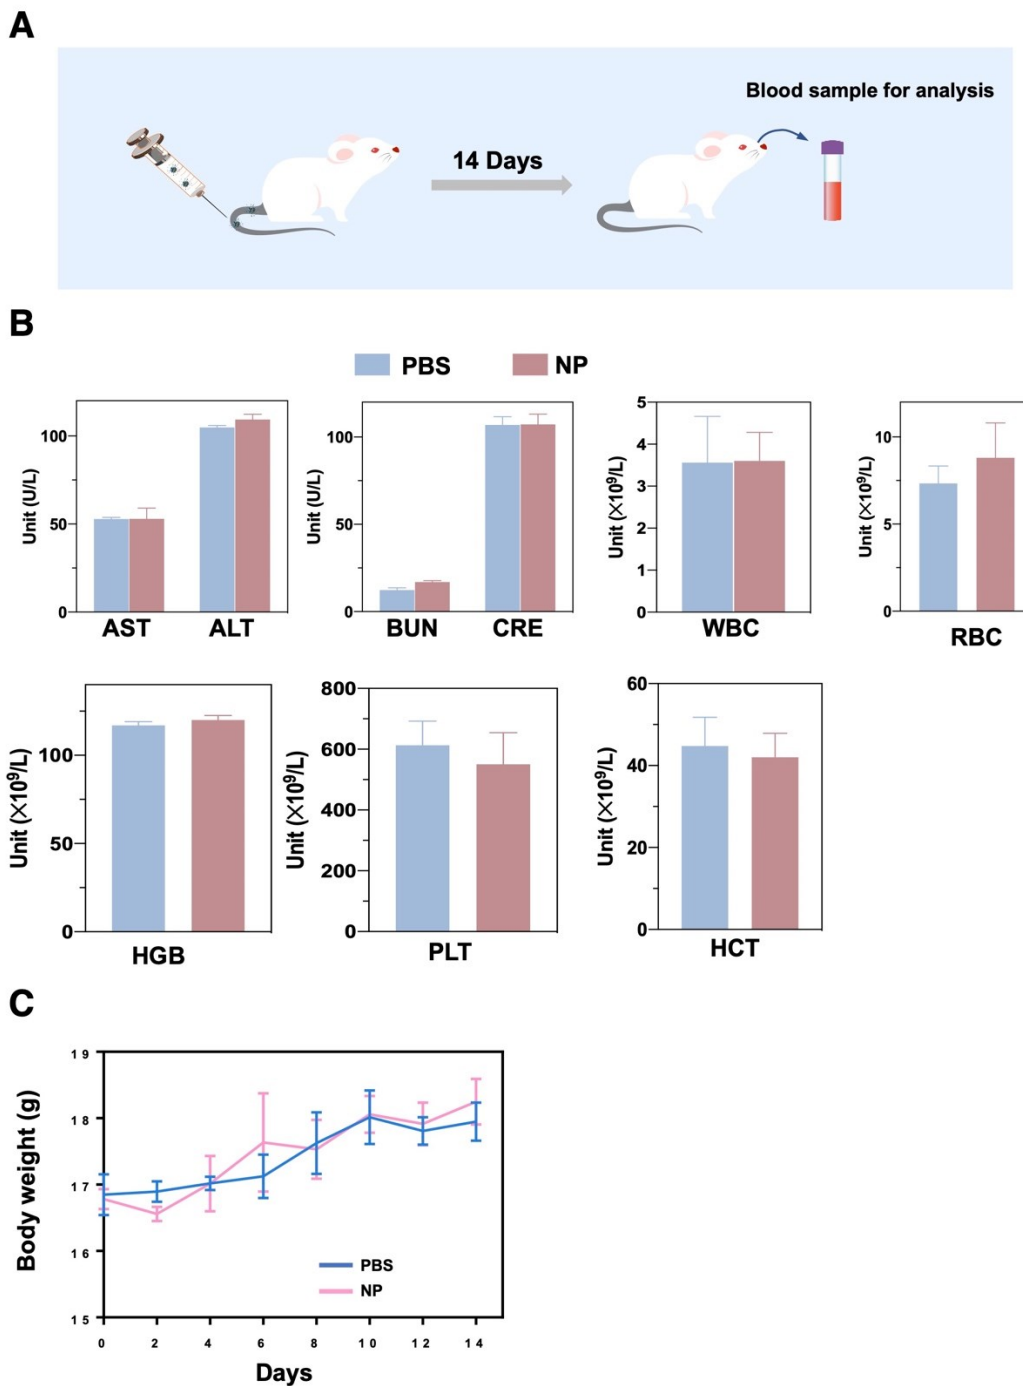 A
Blood sample for analysis
14 Days
B
PBS NP
Unit (U/L)
100
50
0
AST ALT
Unit (U/L)
100
50
0
BUN CRE
Unit (×10⁹/L)
5
4
3
2
1
0
WBC
Unit (×10⁹/L)
10
5
0
RBC
Unit (×10⁹/L)
100
50
0
HGB
Unit (×10⁹/L)
800
600
400
200
0
PLT
Unit (×10⁹/L)
60
40
20
0
HCT
C
Body weight (g)
19
18
17
16
15
PBS
NP
0 2 4 6 8 10 12 14
Days